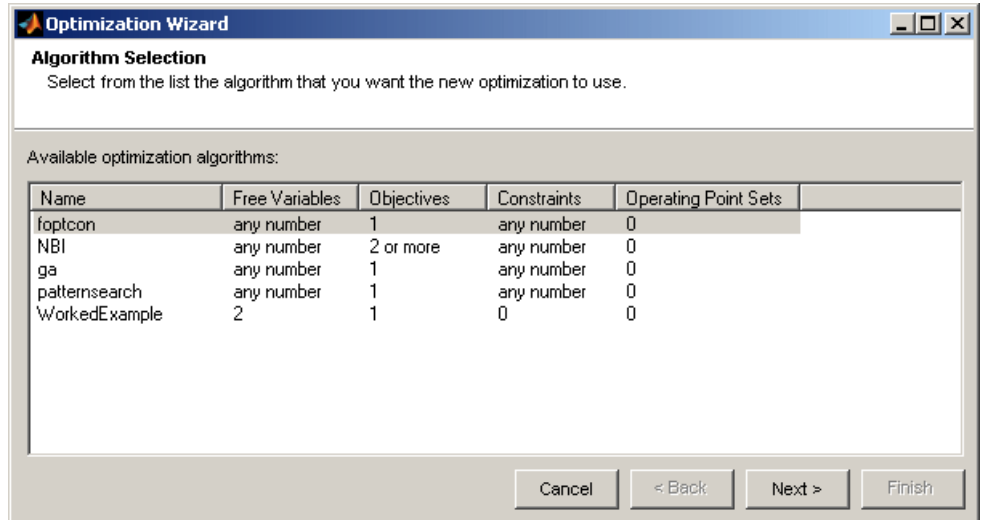 Optimization Wizard
Algorithm Selection
Select from the list the algorithm that you want the new optimization to use.
Available optimization algorithms:
Name Free Variables Objectives Constraints Operating Point Sets
foptcon any number 1 any number 0
NBI any number 2 or more any number 0
ga any number 1 any number 0
patternsearch any number 1 any number 0
WorkedExample 2 1 0 0
Cancel < Back Next > Finish